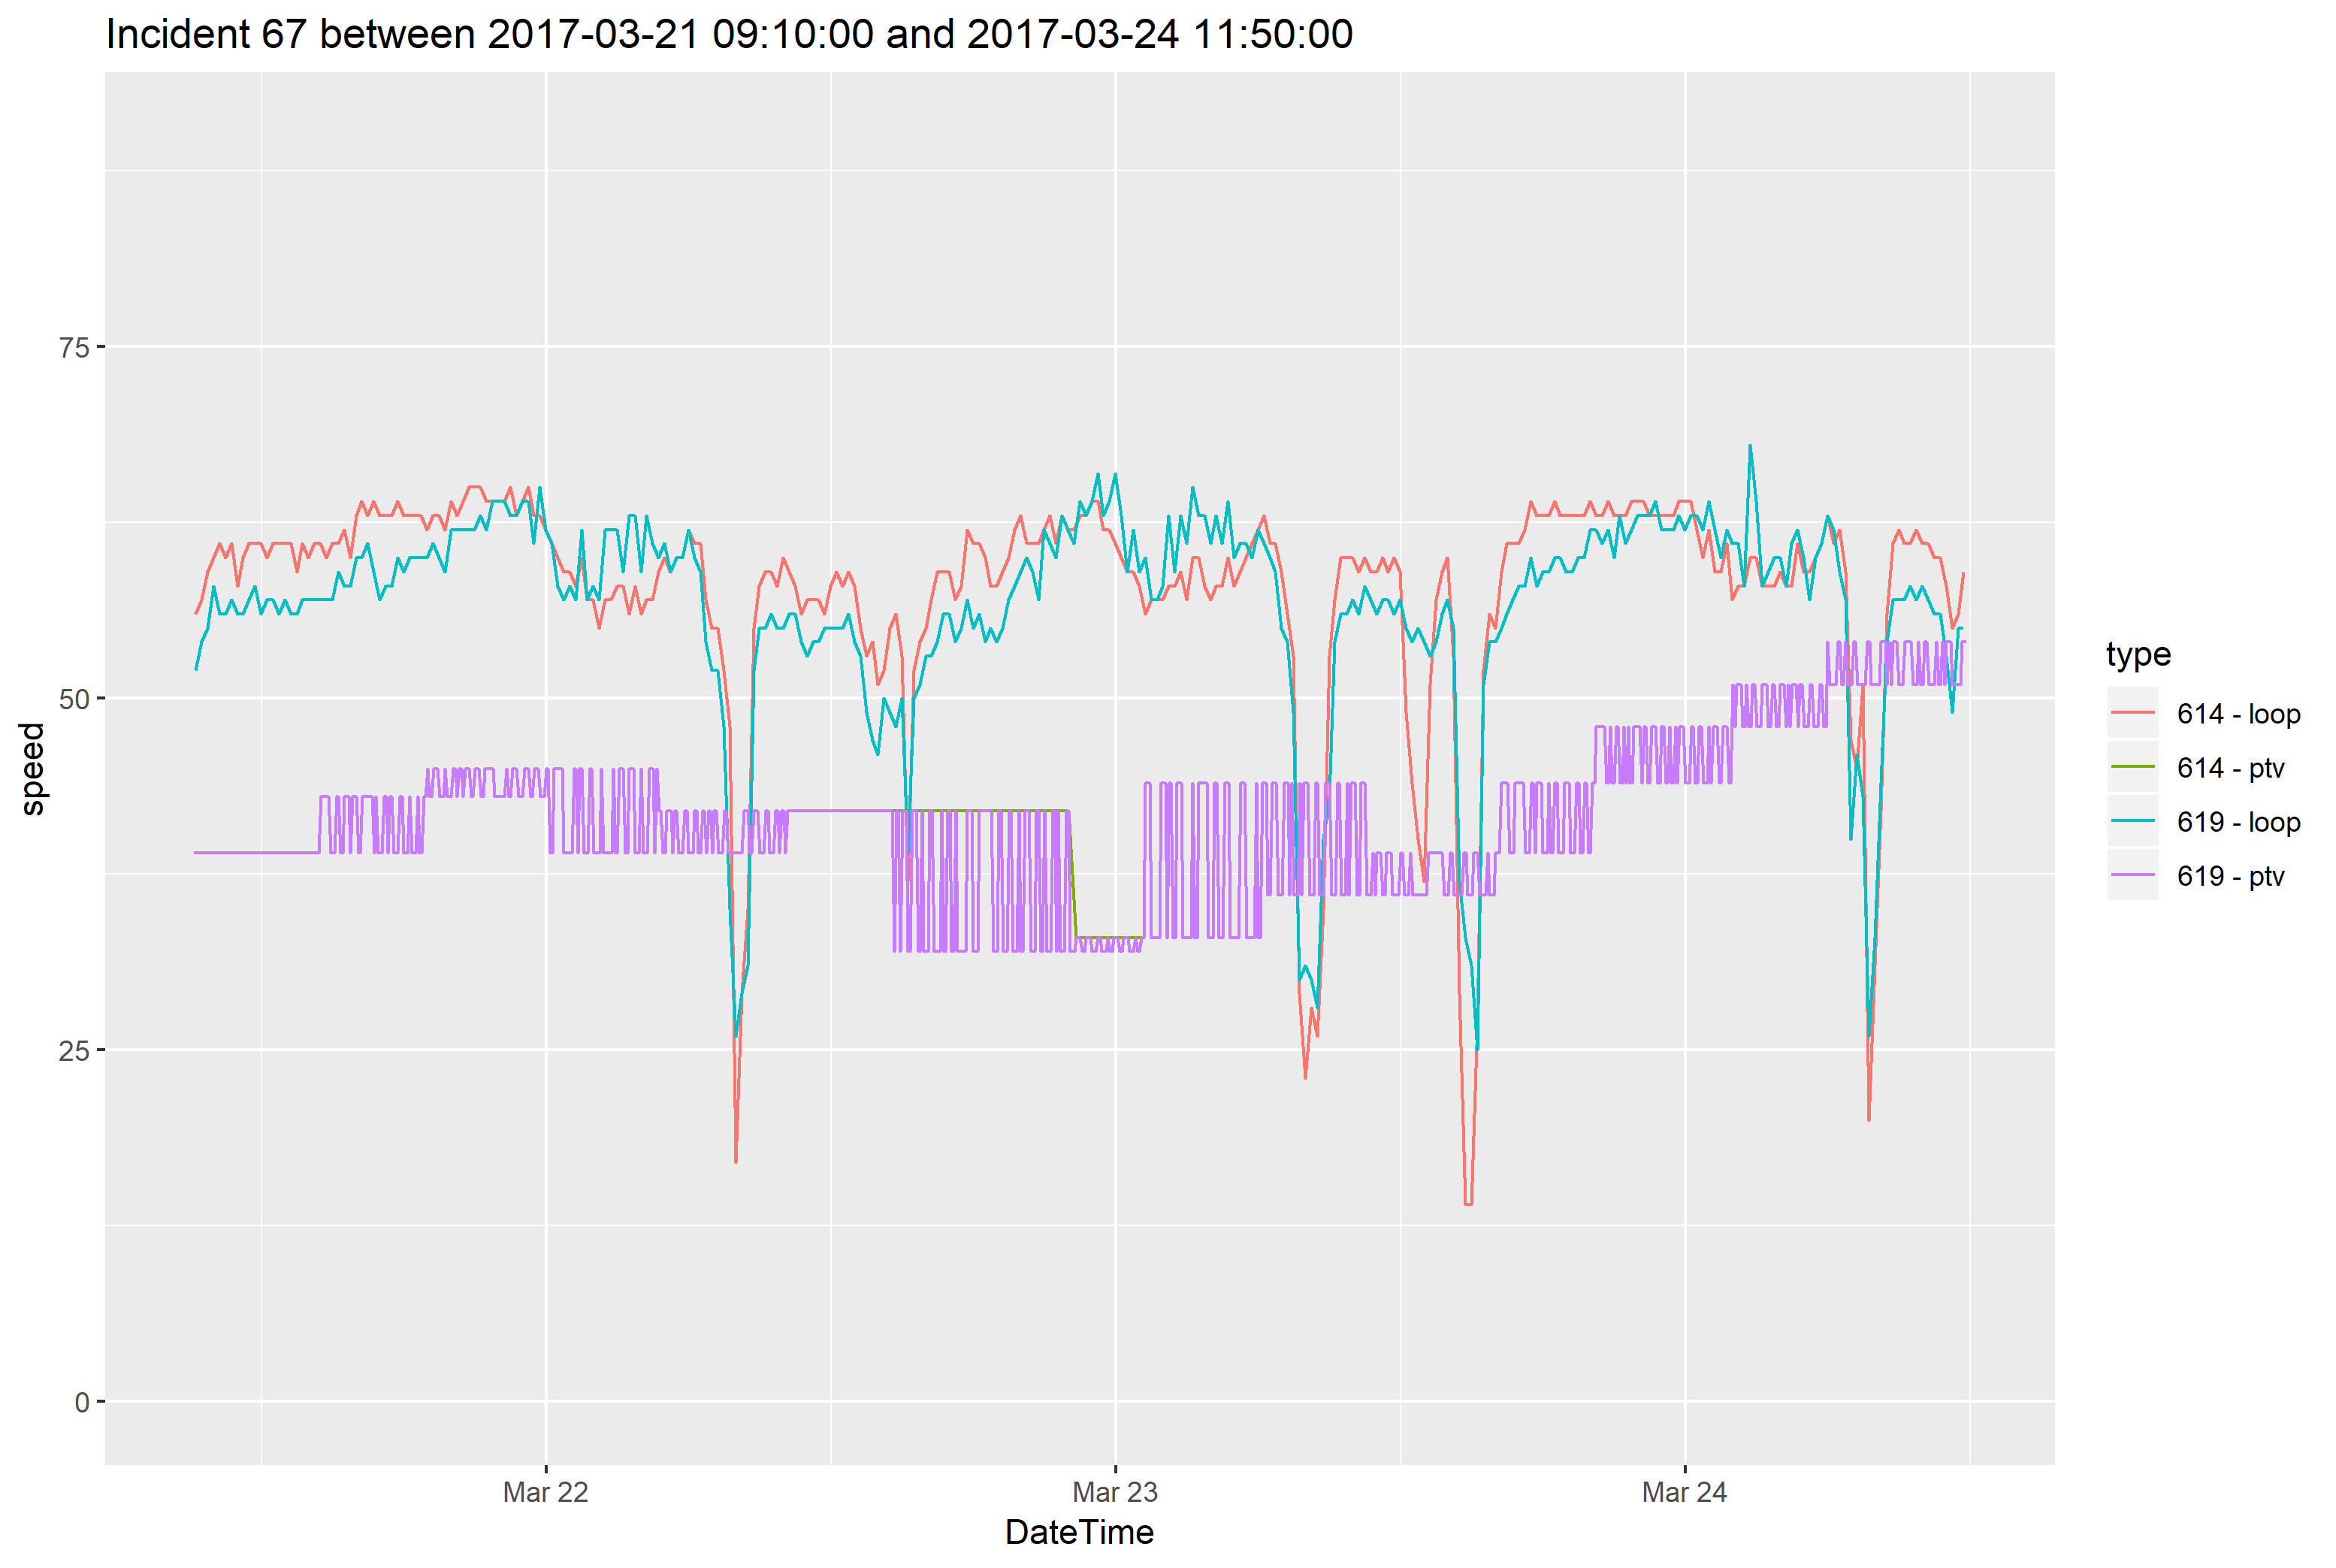 Incident 67 between 2017-03-21 09:10:00 and 2017-03-24 11:50:00
75
50
25
0
speed
Mar 22
Mar 23
Mar 24
DateTime
type
614 - loop
614 - ptv
619 - loop
619 - ptv